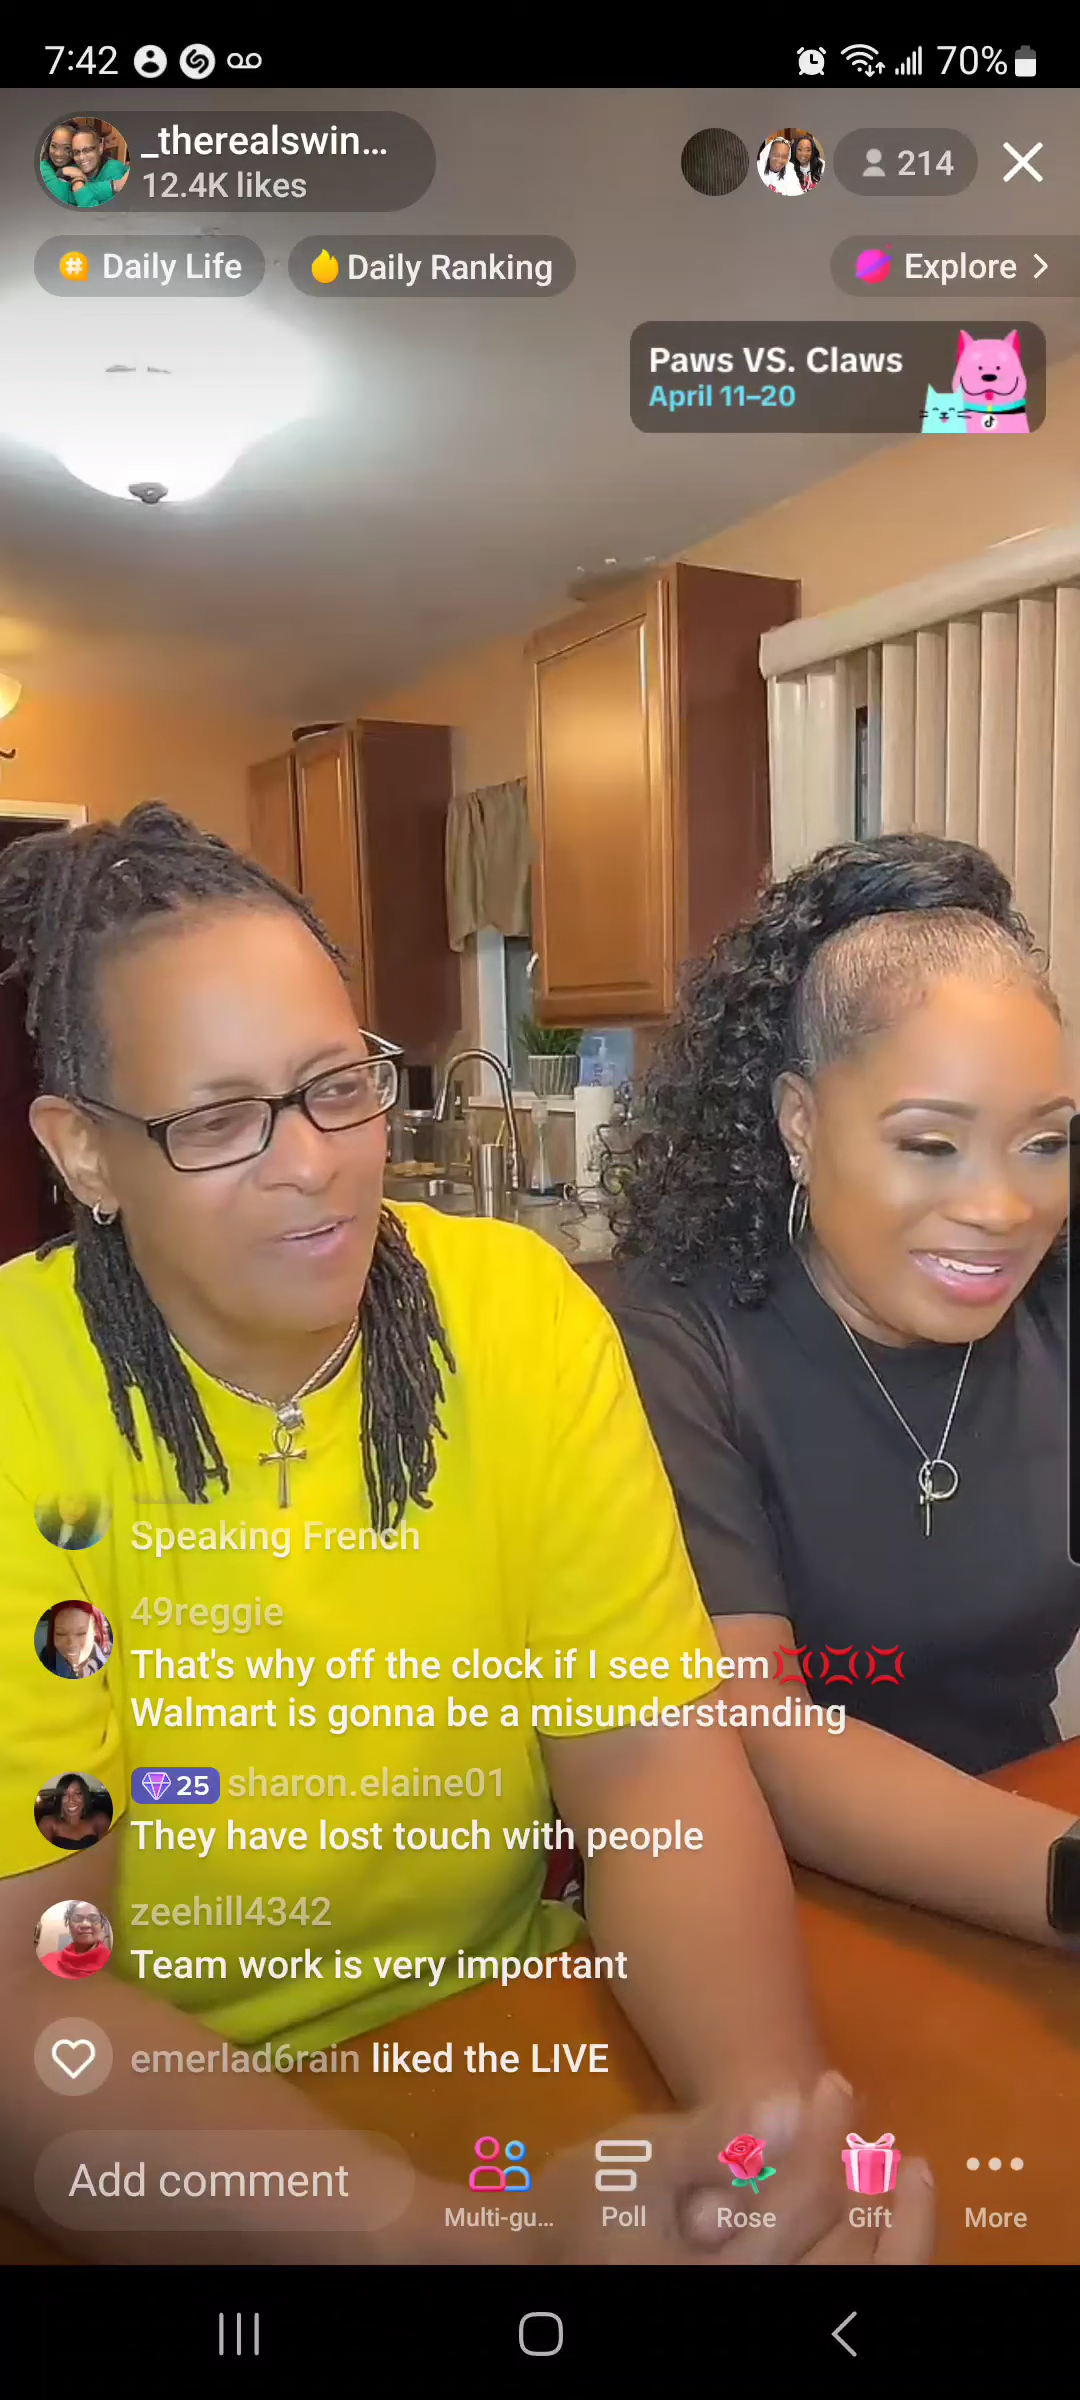 7:42
70%
_therealswin...
12.4K likes
214
Daily Life
Daily Ranking
Explore
Paws VS. Claws
April 11–20
Speaking French
49reggie
That's why off the clock if I see them💢💢💢
Walmart is gonna be a misunderstanding
25 sharon.elaine01
They have lost touch with people
zeehill4342
Team work is very important
emerlad6rain liked the LIVE
Add comment
Multi-gu...
Poll
Rose
Gift
More